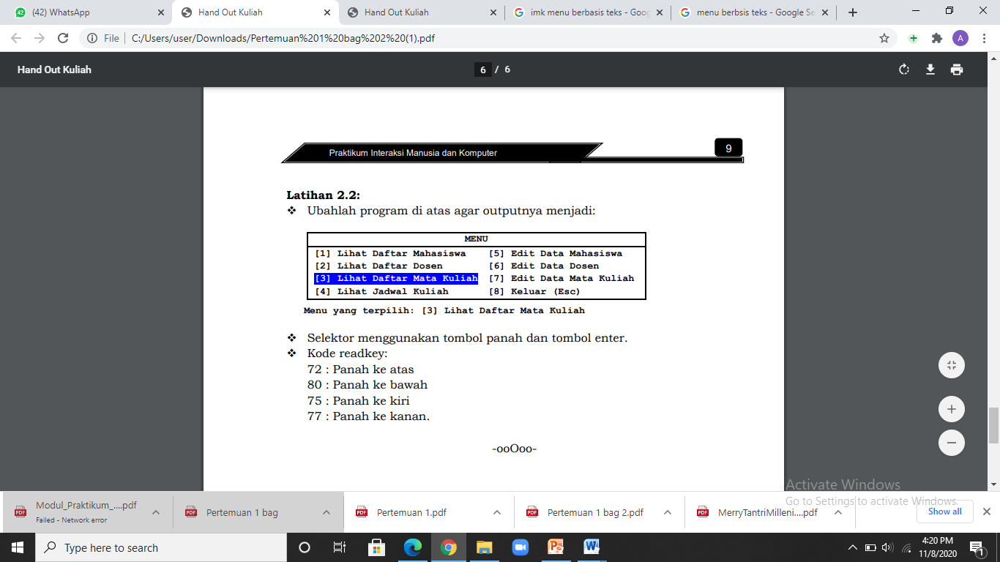 (42) WhatsApp
Hand Out Kuliah
Hand Out Kuliah
imk menu berbasis teks - Goog
menu berbsis teks - Google Se
File
C:/Users/user/Downloads/Pertemuan%201%20bag%202%20(1).pdf
A
Hand Out Kuliah
6 / 6
Praktikum Interaksi Manusia dan Komputer
9
Latihan 2.2:
❖ Ubahlah program di atas agar outputnya menjadi:
MENU
[1] Lihat Daftar Mahasiswa [5] Edit Data Mahasiswa
[2] Lihat Daftar Dosen [6] Edit Data Dosen
[3] Lihat Daftar Mata Kuliah [7] Edit Data Mata Kuliah
[4] Lihat Jadwal Kuliah [8] Keluar (Esc)
Menu yang terpilih: [3] Lihat Daftar Mata Kuliah
❖ Selektor menggunakan tombol panah dan tombol enter.
❖ Kode readkey:
72 : Panah ke atas
80 : Panah ke bawah
75 : Panah ke kiri
77 : Panah ke kanan.
-ooOoo-
Activate Windows
Go to Settings to activate Windows.
Modul_Praktikum_....pdf
Failed - Network error
Pertemuan 1 bag
Pertemuan 1.pdf
Pertemuan 1 bag 2.pdf
MerryTantriMilleni....pdf
Show all
Type here to search
4:20 PM
11/8/2020
1